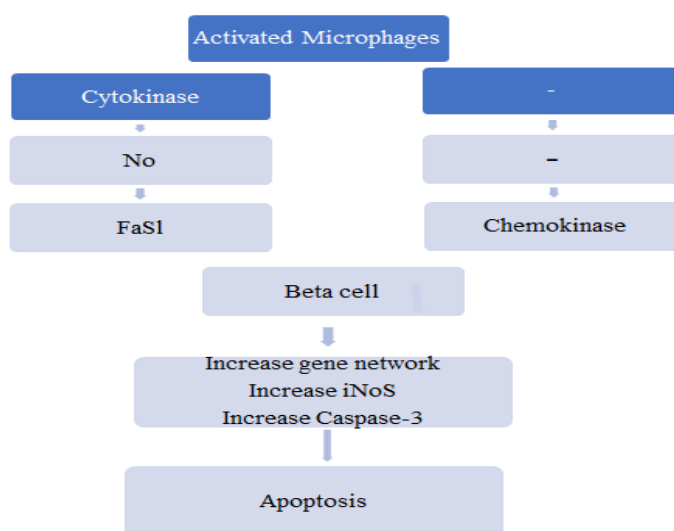 Activated Microphages
Cytokinase
-
No
–
FaSl
Chemokinase
Beta cell
Increase gene network
Increase iNoS
Increase Caspase-3
Apoptosis